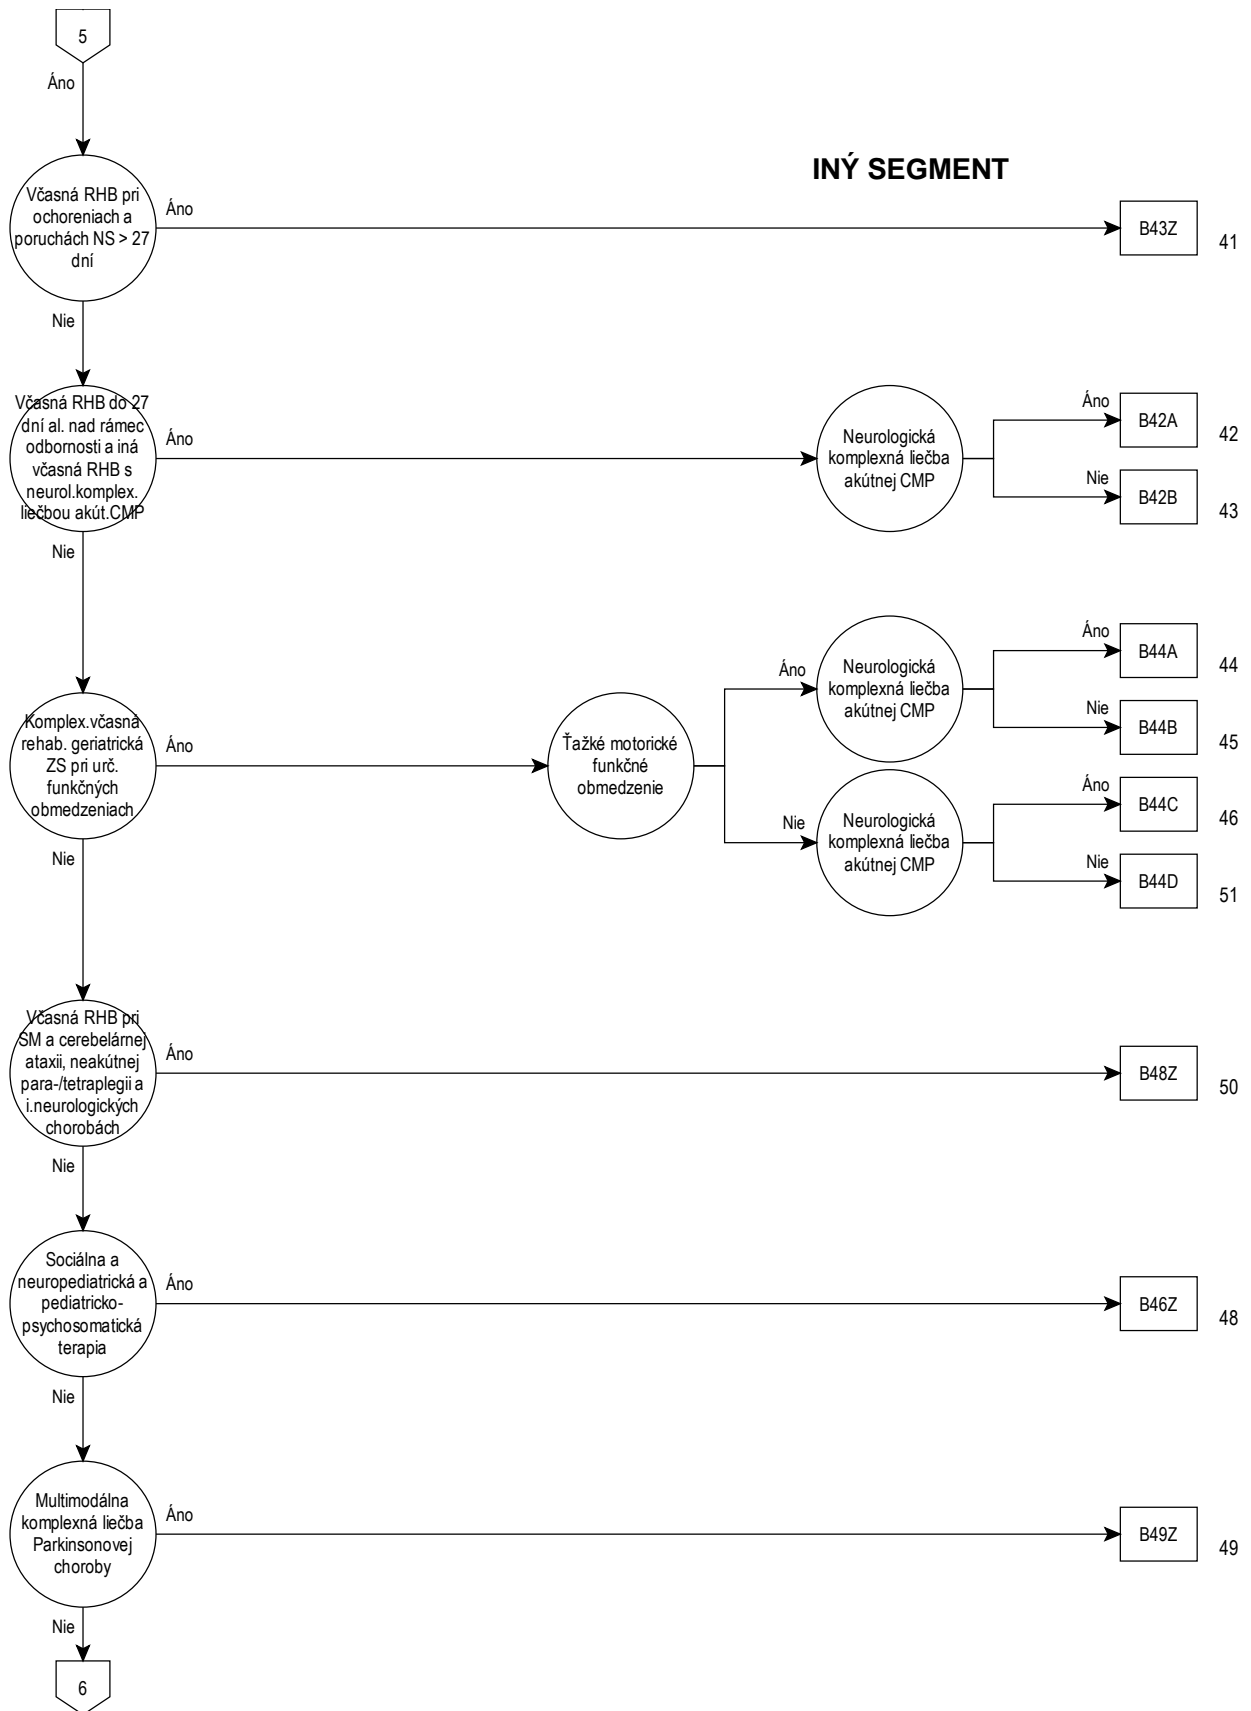 5
Áno
INÝ SEGMENT
Včasná RHB pri
ochoreniach a
poruchách NS > 27
dní
Áno
B43Z
41
Nie
Včasná RHB do 27
dní al. nad rámec
odbornosti a iná
včasná RHB s
neurol.komplex.
liečbou akút.CMP
Áno
Neurologická
komplexná liečba
akútnej CMP
Áno
B42A
42
Nie
B42B
43
Nie
Komplex.včasná
rehab. geriatrická
ZS pri urč.
funkčných
obmedzeniach
Áno
Ťažké motorické
funkčné
obmedzenie
Áno
Neurologická
komplexná liečba
akútnej CMP
Áno
B44A
44
Nie
B44B
45
Nie
Neurologická
komplexná liečba
akútnej CMP
Áno
B44C
46
Nie
B44D
51
Nie
Včasná RHB pri
SM a cerebelárnej
ataxii, neakútnej
para-/tetraplegii a
i.neurologických
chorobách
Áno
B48Z
50
Nie
Sociálna a
neuropediatrická a
pediatricko-
psychosomatická
terapia
Áno
B46Z
48
Nie
Multimodálna
komplexná liečba
Parkinsonovej
choroby
Áno
B49Z
49
Nie
6